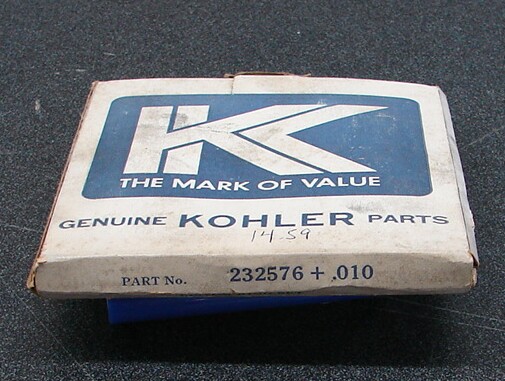 K
THE MARK OF VALUE
GENUINE KOHLER PARTS
14-59
PART No. 232576 + .010